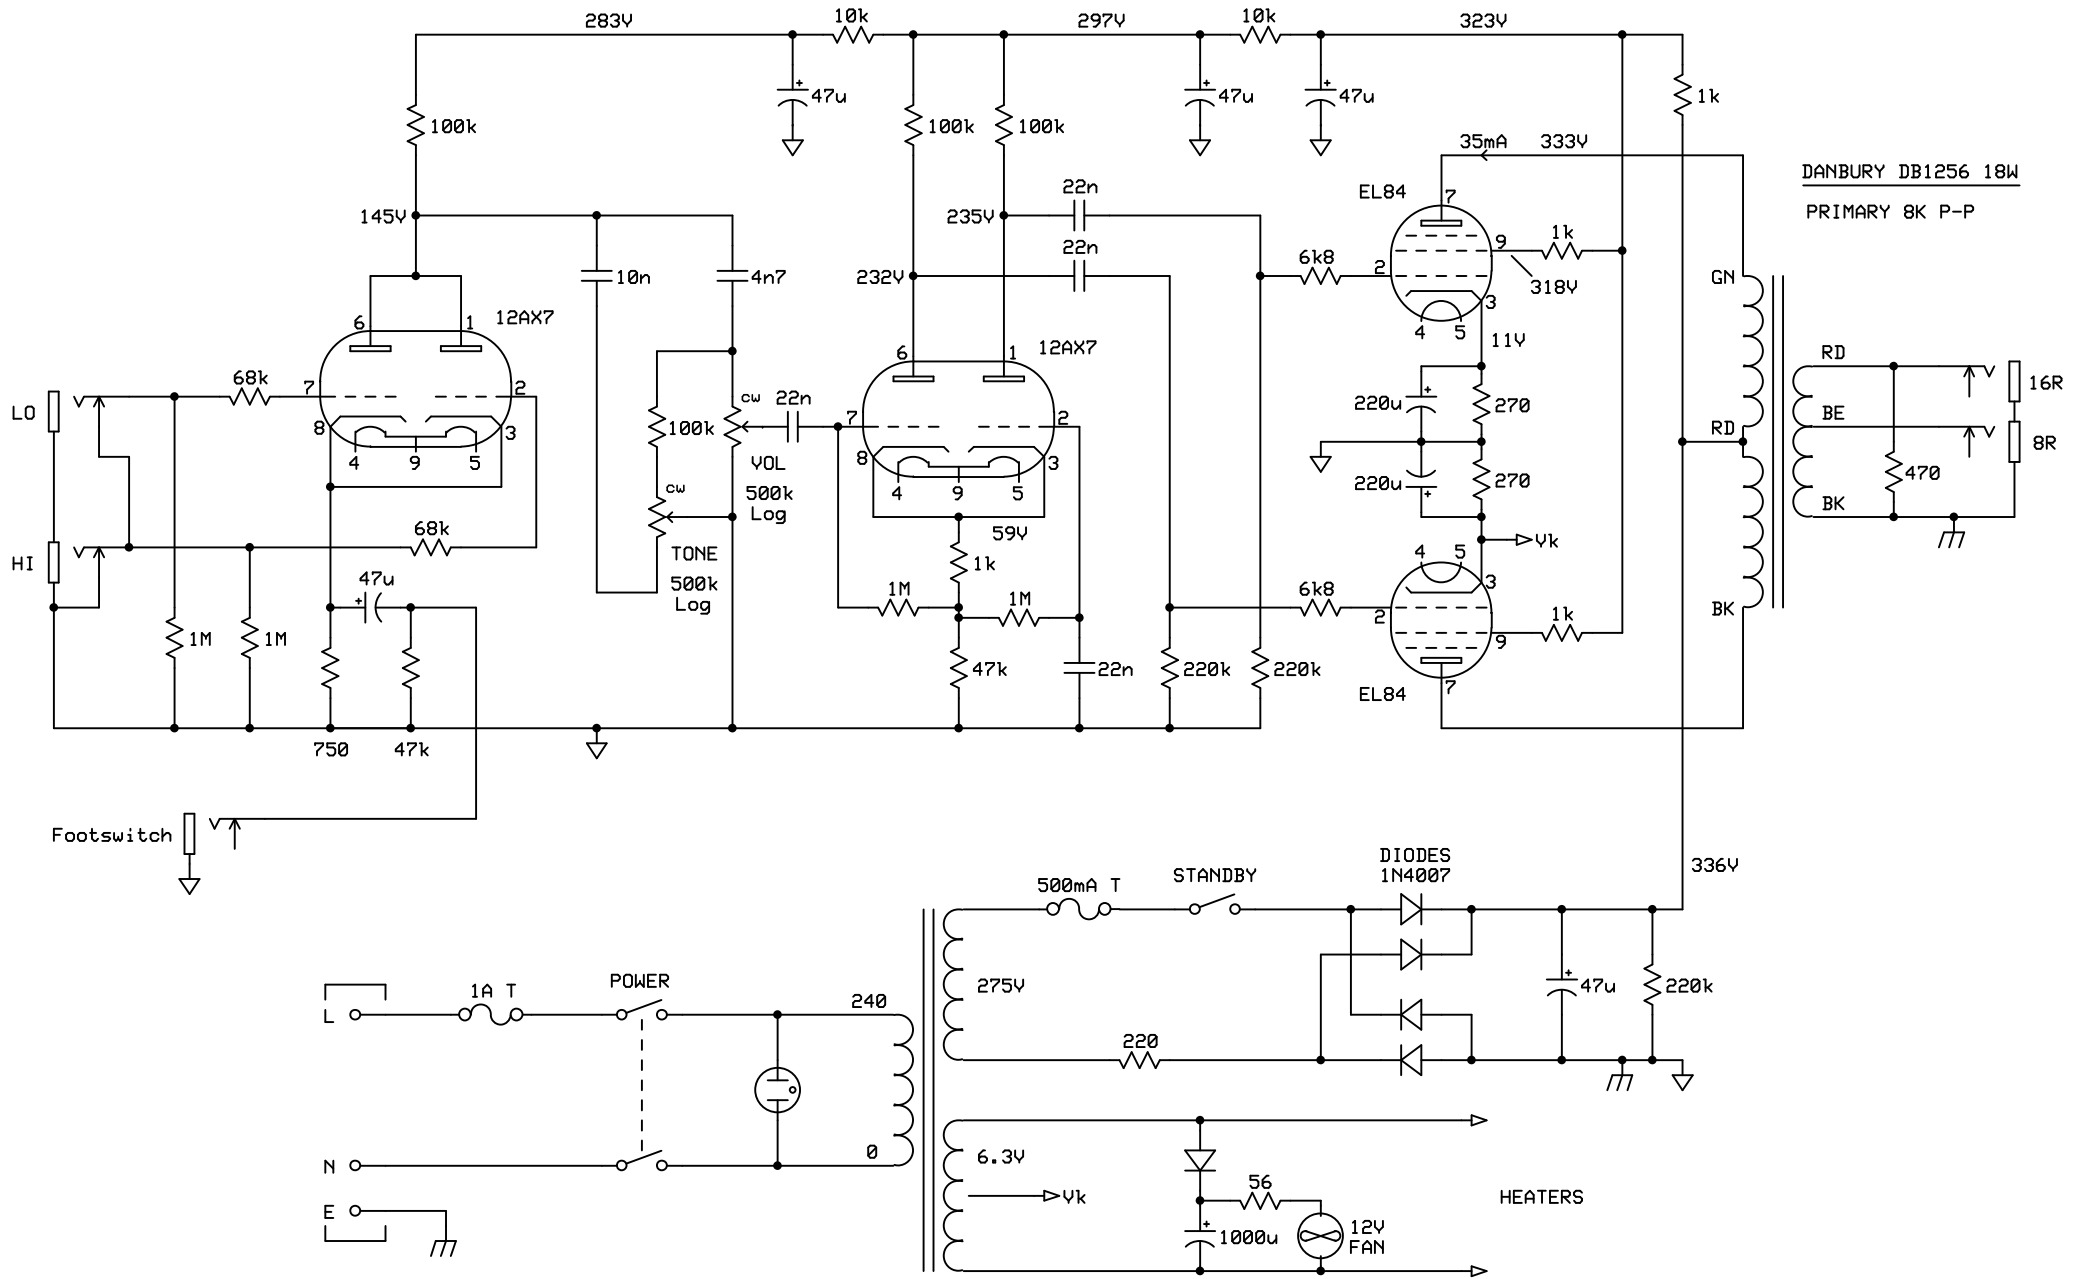 283V
10k
297V
10k
323V
47u
47u
47u
1k
100k
100k
100k
35mA
333V
DANBURY DB1256 18W
PRIMARY 8K P-P
EL84
7
22n
145V
235V
22n
232V
10n
4n7
6k8
2
9
1k
318V
3
4
5
11V
GN
6
1
12AX7
6
1
12AX7
RD
16R
LO
7
68k
2
cw
22n
7
2
220u
270
BE
RD
8
3
100k
VOL
500k
Log
8
3
8R
4
9
5
4
9
5
220u
270
470
BK
cw
59V
Vk
68k
HI
TONE
500k
Log
1k
4
5
3
47u
1M
1M
6k8
2
9
1k
BK
1M
1M
47k
22n
220k
220k
EL84
7
750
47k
Footswitch
DIODES
1N4007
336V
500mA T
STANDBY
POWER
1A T
240
275V
47u
220k
L
220
N
0
6.3V
Vk
56
HEATERS
E
1000u
12V
FAN